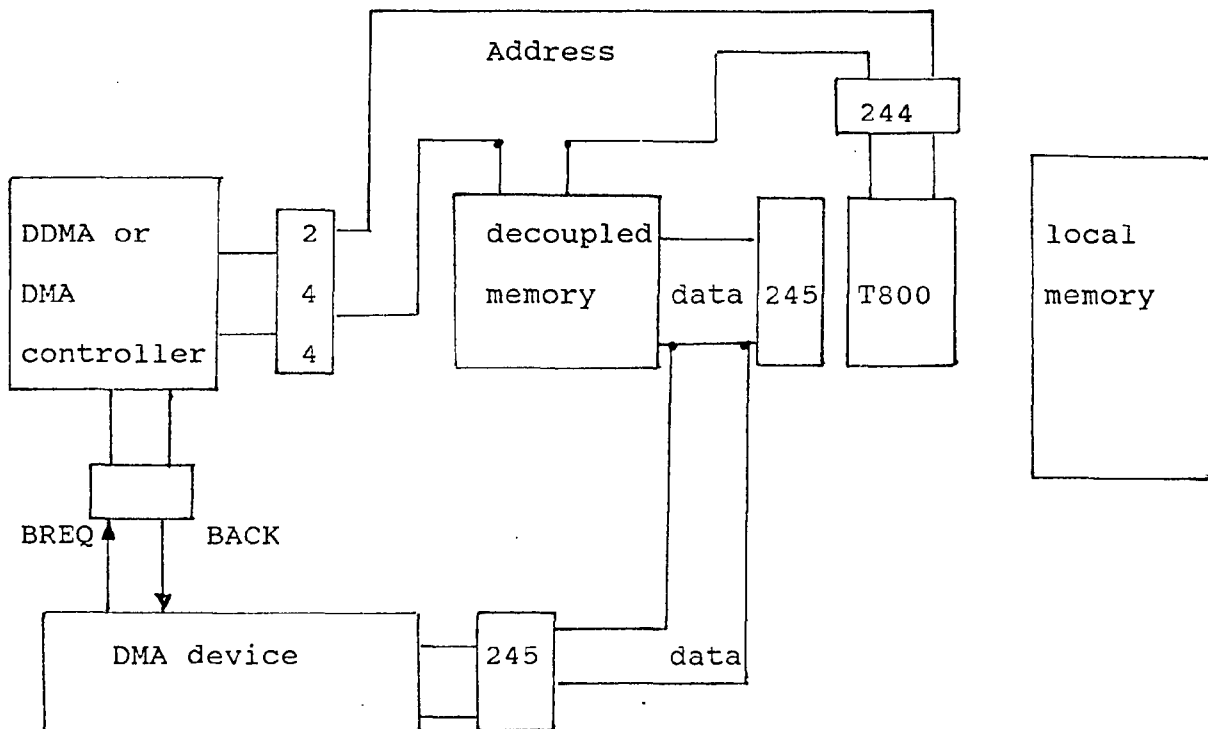 Address
244
DDMA or
DMA
controller
2
4
4
decoupled
memory
data
245
T800
local
memory
BREQ
BACK
DMA device
245
data